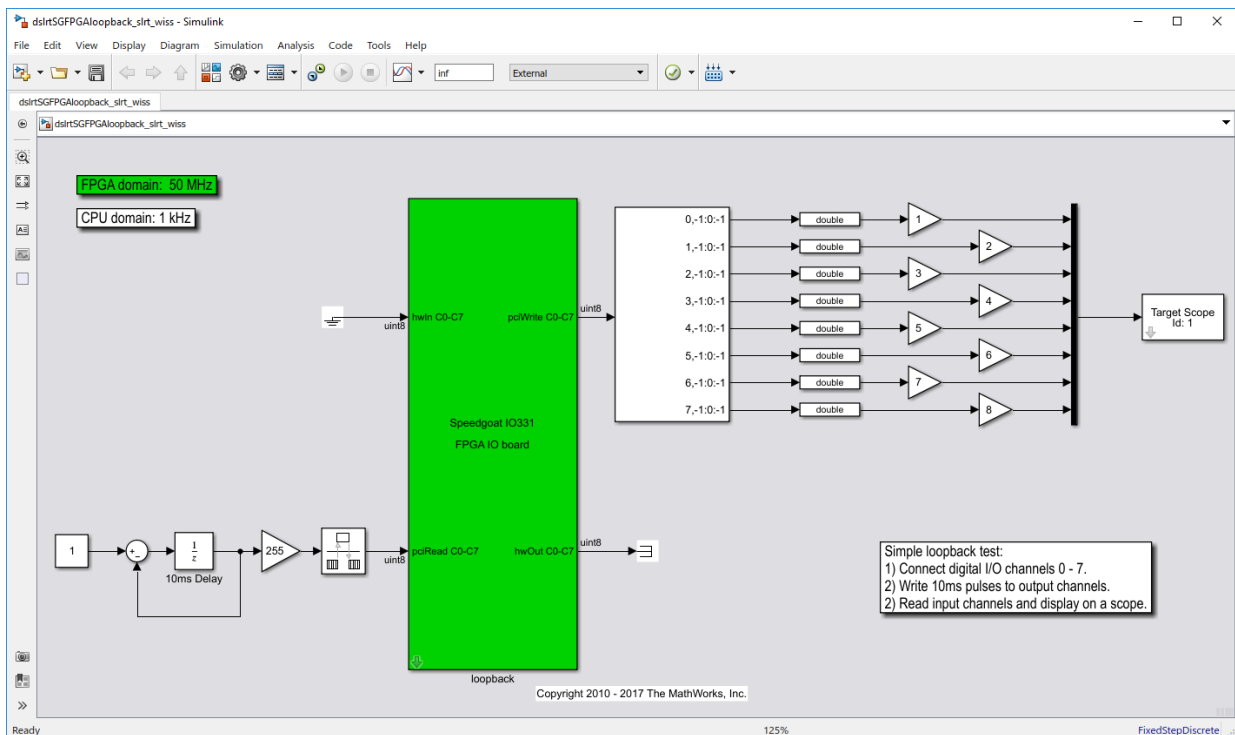 dslrtSGFPGAloopback_slrt_wiss - Simulink
File Edit View Display Diagram Simulation Analysis Code Tools Help
inf External
dslrtSGFPGAloopback_slrt_wiss
dslrtSGFPGAloopback_slrt_wiss
FPGA domain: 50 MHz
CPU domain: 1 kHz
0,-1:0:-1 double 1
1,-1:0:-1 double 2
2,-1:0:-1 double 3
3,-1:0:-1 double 4
4,-1:0:-1 double 5
5,-1:0:-1 double 6
6,-1:0:-1 double 7
7,-1:0:-1 double 8
Target Scope
Id: 1
uint8 hwIn C0-C7 pciWrite C0-C7 uint8
Speedgoat IO331
FPGA IO board
1 + - 1/z 255
10ms Delay
uint8 pciRead C0-C7 hwOut C0-C7 uint8
loopback
Simple loopback test:
1) Connect digital I/O channels 0 - 7.
2) Write 10ms pulses to output channels.
2) Read input channels and display on a scope.
Copyright 2010 - 2017 The MathWorks, Inc.
Ready 125% FixedStepDiscrete